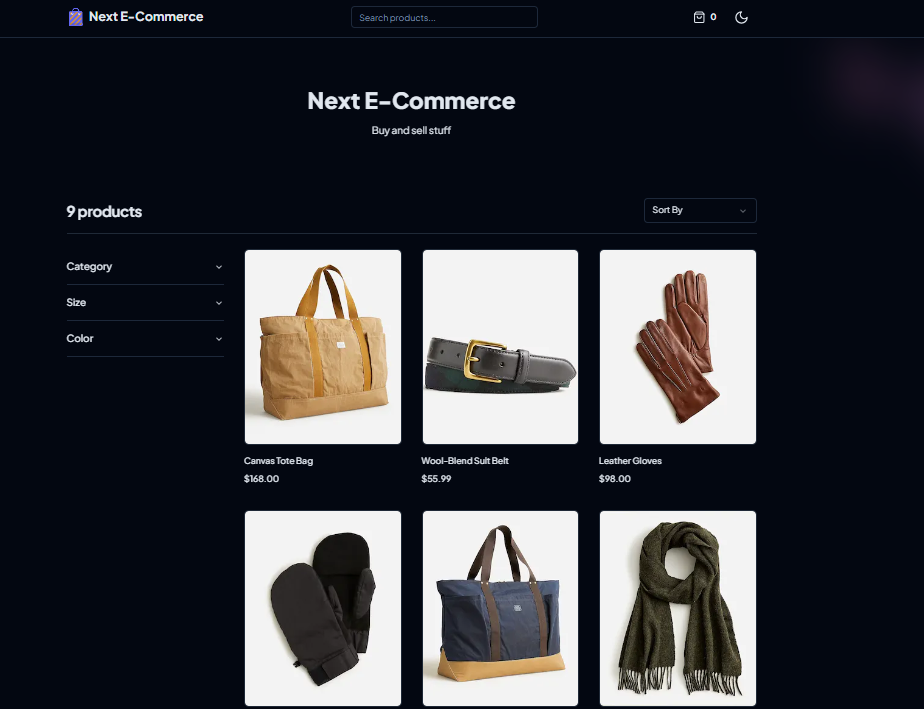 Next E-Commerce
Search products...
0
Next E-Commerce
Buy and sell stuff
9 products
Sort By
Category
Size
Color
Canvas Tote Bag
$168.00
Wool-Blend Suit Belt
$55.99
Leather Gloves
$98.00